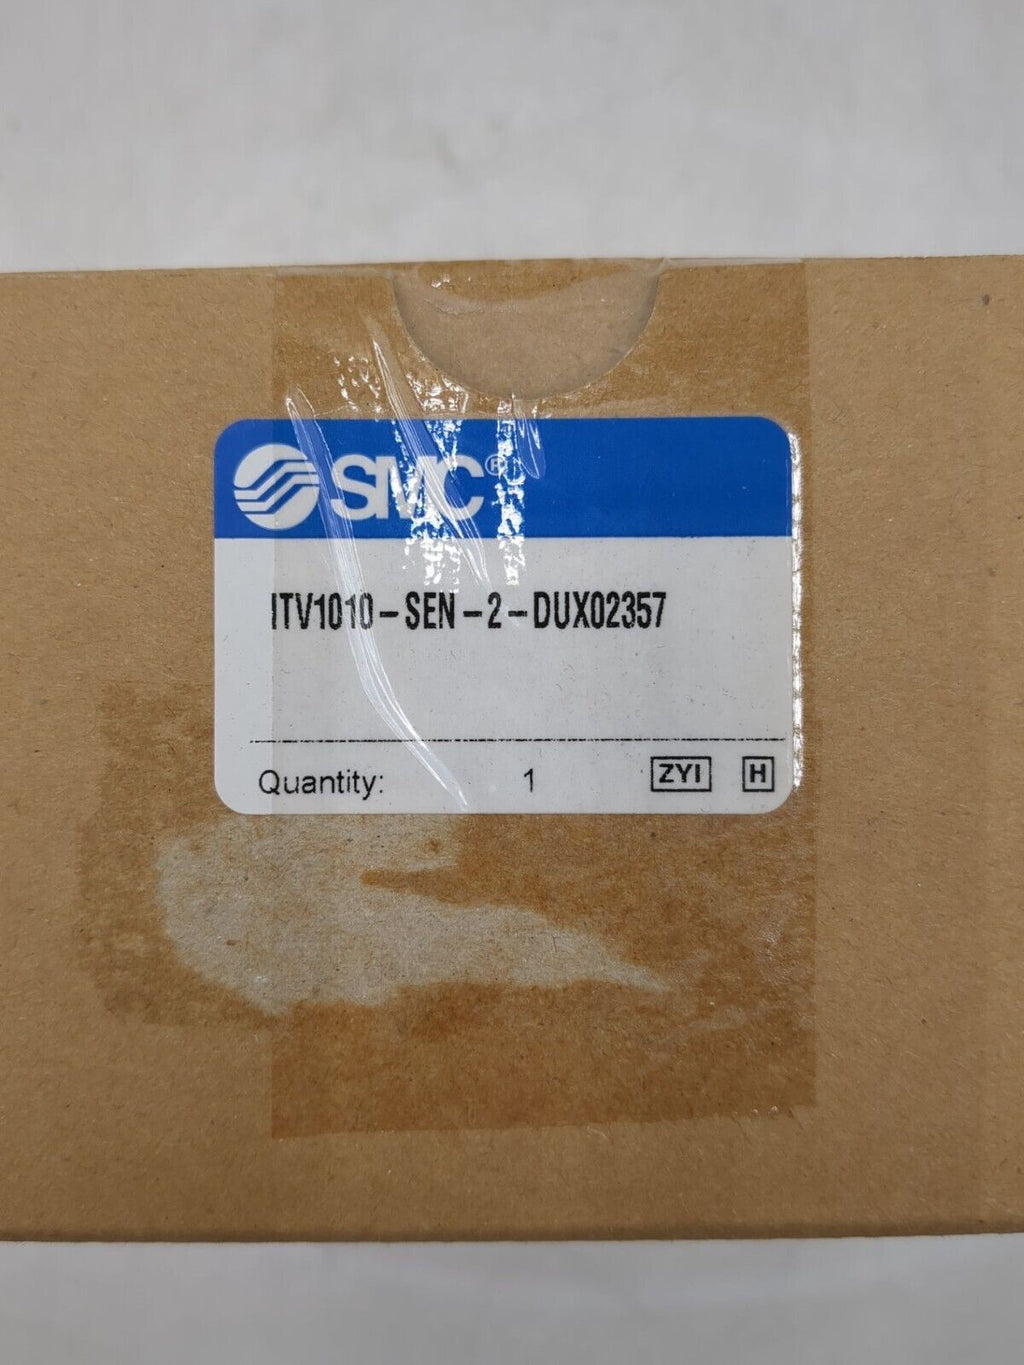 SMC®
ITV1010-SEN-2-DUX02357
Quantity: 1 ZYI H